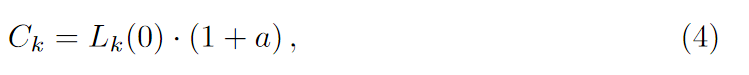 C_k = L_k(0) · (1 + a) , (4)